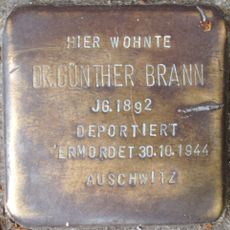 HIER WOHNTE
DR. GÜNTHER BRANN
JG. 1892
DEPORTIERT
ERMORDET 30.10.1944
AUSCHWITZ